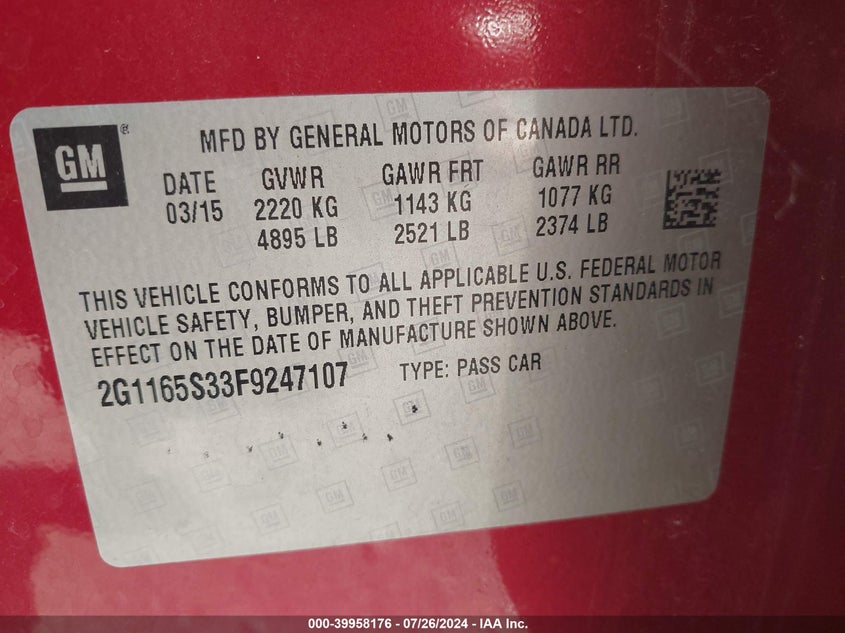 GM
MFD BY GENERAL MOTORS OF CANADA LTD.
DATE GVWR GAWR FRT GAWR RR
03/15 2220 KG 1143 KG 1077 KG
4895 LB 2521 LB 2374 LB
THIS VEHICLE CONFORMS TO ALL APPLICABLE U.S. FEDERAL MOTOR
VEHICLE SAFETY, BUMPER, AND THEFT PREVENTION STANDARDS IN
EFFECT ON THE DATE OF MANUFACTURE SHOWN ABOVE.
2G1165S33F9247107 TYPE: PASS CAR
000-39958176 - 07/26/2024 - IAA Inc.